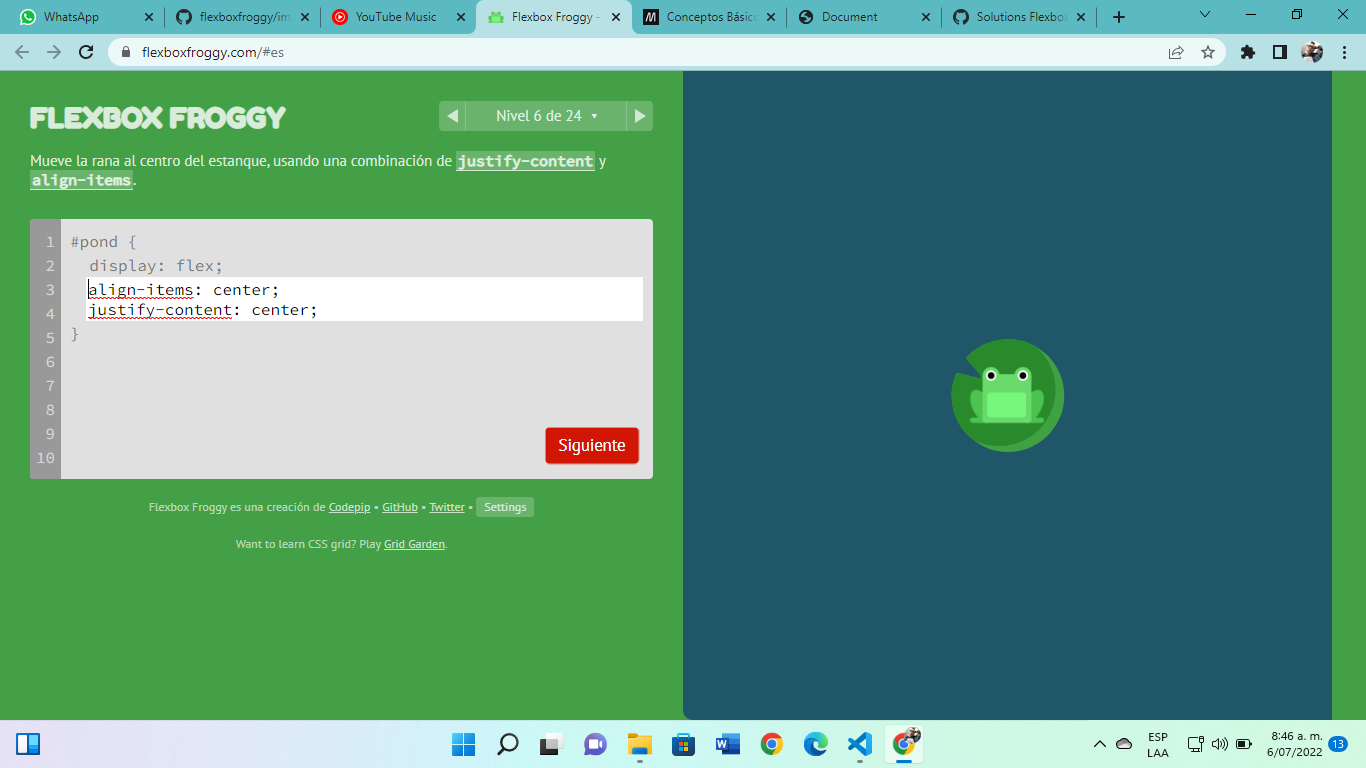 WhatsApp
flexboxfroggy/im
YouTube Music
Flexbox Froggy -
Conceptos Básic
Document
Solutions Flexbo
flexboxfroggy.com/#es
FLEXBOX FROGGY
Nivel 6 de 24
Mueve la rana al centro del estanque, usando una combinación de justify-content y
align-items.
1 #pond {
2 display: flex;
3 align-items: center;
4 justify-content: center;
5 }
6
7
8
9
10
Siguiente
Flexbox Froggy es una creación de Codepip • GitHub • Twitter • Settings
Want to learn CSS grid? Play Grid Garden.
ESP
LAA
8:46 a. m.
6/07/2022
13